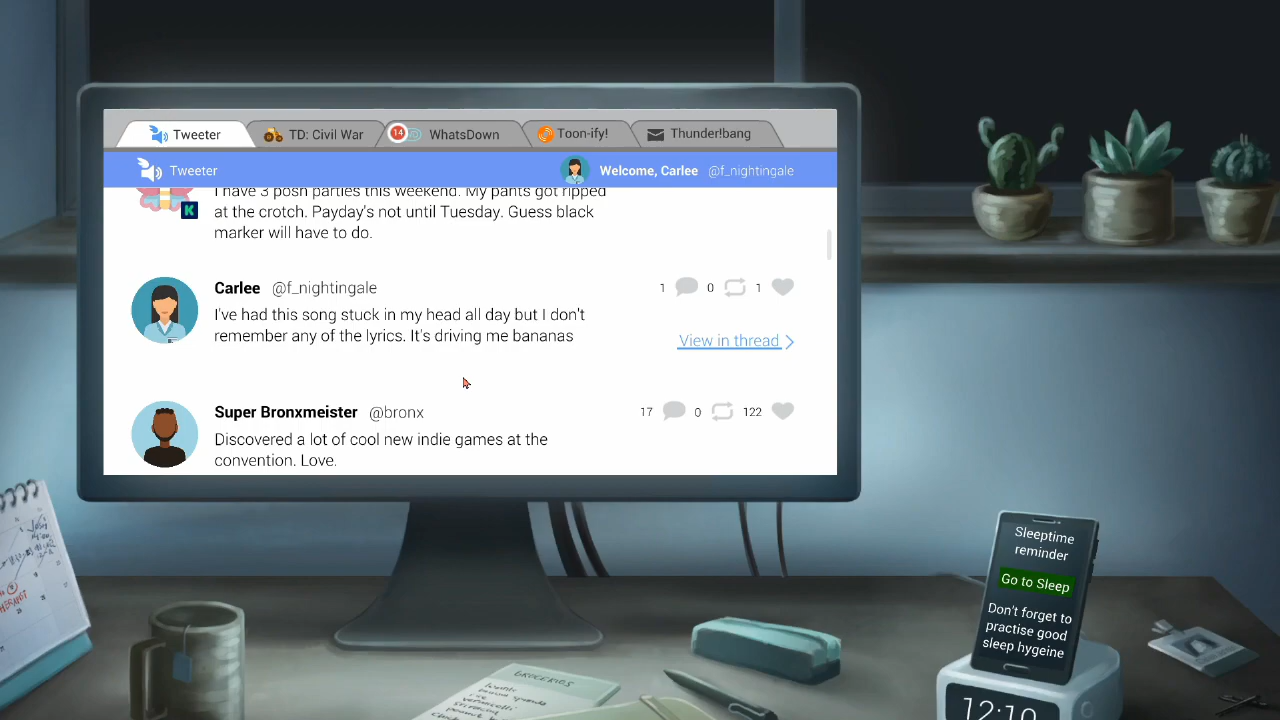 Tweeter
TD: Civil War
14
WhatsDown
Toon-ify!
Thunder!bang
Tweeter
Welcome, Carlee @f_nightingale
I have 3 posh parties this weekend. My pants got ripped
at the crotch. Payday's not until Tuesday. Guess black
marker will have to do.
K
Carlee @f_nightingale
1 0 1
I've had this song stuck in my head all day but I don't
remember any of the lyrics. It's driving me bananas
View in thread
Super Bronxmeister @bronx
17 0 122
Discovered a lot of cool new indie games at the
convention. Love.
Sleeptime
reminder
Go to Sleep
Don't forget to
practise good
sleep hygeine
12:10
GROCERIES